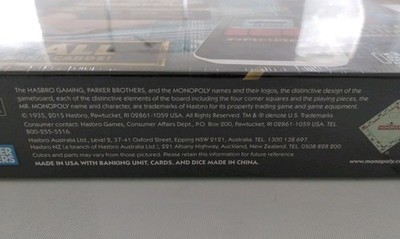 ALL
The HASBRO GAMING, PARKER BROTHERS, and the MONOPOLY names and their logos, the distinctive design of the
gameboard, each of the distinctive elements of the board including the four corner squares and the playing pieces, the
MR. MONOPOLY name and character, are trademarks of Hasbro for its property trading game and game equipment.
© 1935, 2015 Hasbro, Pawtucket, RI 02861-1059 USA. All Rights Reserved. TM & ® denote U.S. Trademarks.
Consumer contact: Hasbro Games, Consumer Affairs Dept., P.O. Box 200, Pawtucket, RI 02861-1059 USA. TEL.
800-255-5516.
Hasbro Australia Ltd., Level 2, 37-41 Oxford Street, Epping NSW 2121, Australia. TEL. 1300 138 697.
Hasbro NZ (a branch of Hasbro Australia Ltd.), 221 Albany Highway, Auckland, New Zealand. TEL. 0508 828 200
Colors and parts may vary from those pictured. Please retain this information for future reference.
MADE IN USA WITH BANKING UNIT, CARDS, AND DICE MADE IN CHINA.